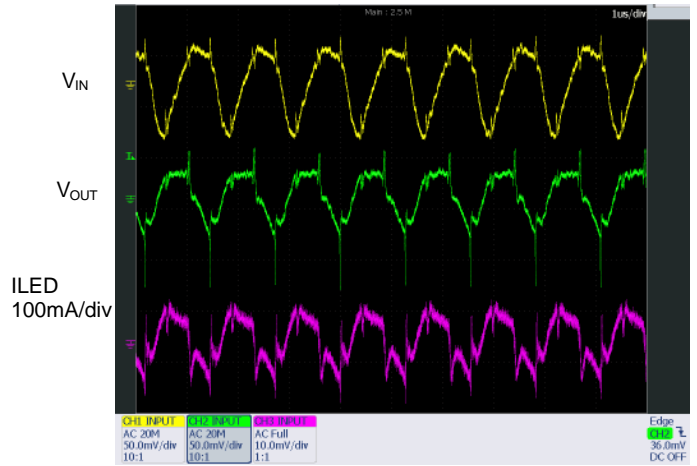 Main : 2.5 M
1us/div
VIN
VOUT
ILED
100mA/div
CH1 INPUT
AC 20M
50.0mV/div
10:1
CH2 INPUT
AC 20M
50.0mV/div
10:1
CH3 INPUT
AC Full
10.0mV/div
1:1
Edge
CH2
36.0mV
DC OFF